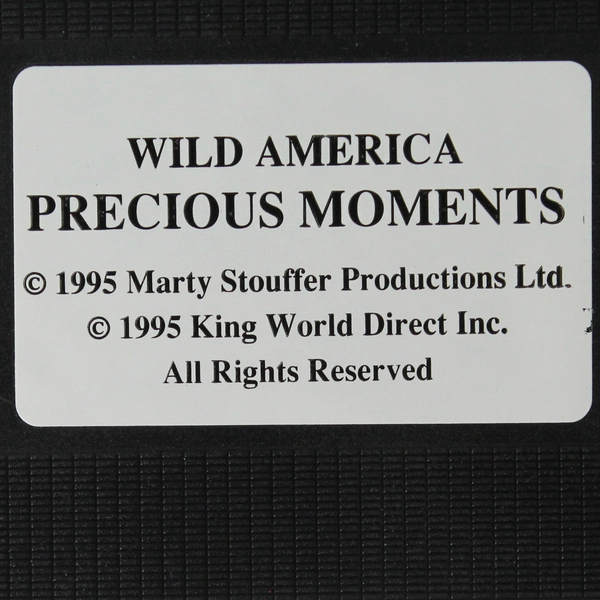 WILD AMERICA
PRECIOUS MOMENTS
© 1995 Marty Stouffer Productions Ltd.
© 1995 King World Direct Inc.
All Rights Reserved